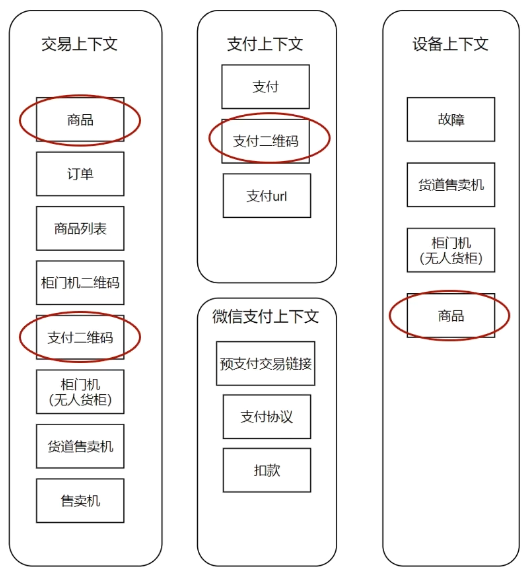 交易上下文
商品
订单
商品列表
柜门机二维码
支付二维码
柜门机
（无人货柜）
货道售卖机
售卖机
支付上下文
支付
支付二维码
支付url
微信支付上下文
预支付交易链接
支付协议
扣款
设备上下文
故障
货道售卖机
柜门机
（无人货柜）
商品